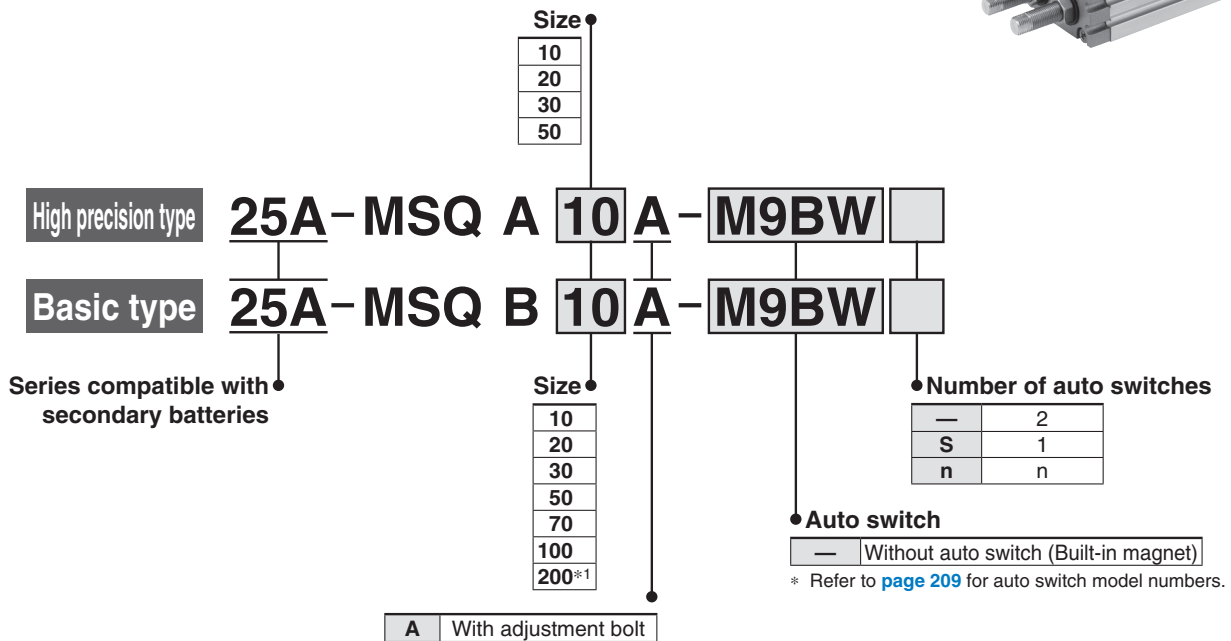 Size
10
20
30
50
High precision type 25A-MSQ A 10 A-M9BW
Basic type 25A-MSQ B 10 A-M9BW
Series compatible with
secondary batteries
Size
10
20
30
50
70
100
200*1
A With adjustment bolt
Number of auto switches
— 2
S 1
n n
Auto switch
— Without auto switch (Built-in magnet)
* Refer to page 209 for auto switch model numbers.